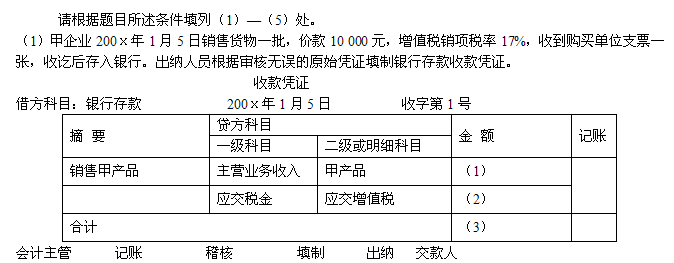 请根据题目所述条件填列（1）—（5）处。
（1）甲企业 200×年 1 月 5 日销售货物一批，价款 10 000 元，增值税销项税率 17%，收到购买单位支票一
张，收讫后存入银行。出纳人员根据审核无误的原始凭证填制银行存款收款凭证。
收款凭证
借方科目：银行存款 200×年 1 月 5 日 收字第 1 号
摘 要 贷方科目 金 额 记账
一级科目 二级或明细科目
销售甲产品 主营业务收入 甲产品 （1）
应交税金 应交增值税 （2）
合计 （3）
会计主管 记账 稽核 填制 出纳 交款人